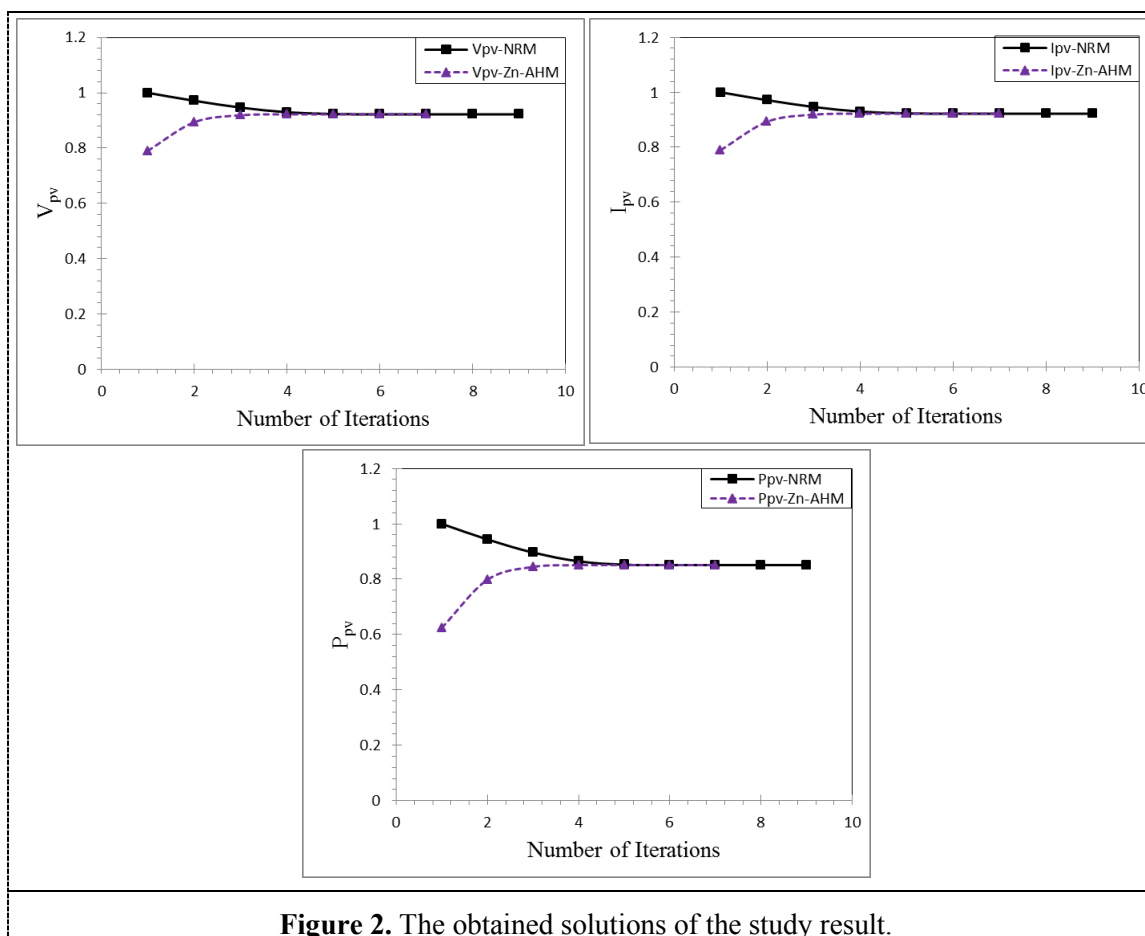 1.2
1
0.8
0.6
0.4
0.2
0
V_pv
Vpv-NRM
Vpv-Zn-AHM
0 2 4 6 8 10
Number of Iterations
1.2
1
0.8
0.6
0.4
0.2
0
I_pv
Ipv-NRM
Ipv-Zn-AHM
0 2 4 6 8 10
Number of Iterations
1.2
1
0.8
0.6
0.4
0.2
0
P_pv
Ppv-NRM
Ppv-Zn-AHM
0 2 4 6 8 10
Number of Iterations
Figure 2. The obtained solutions of the study result.